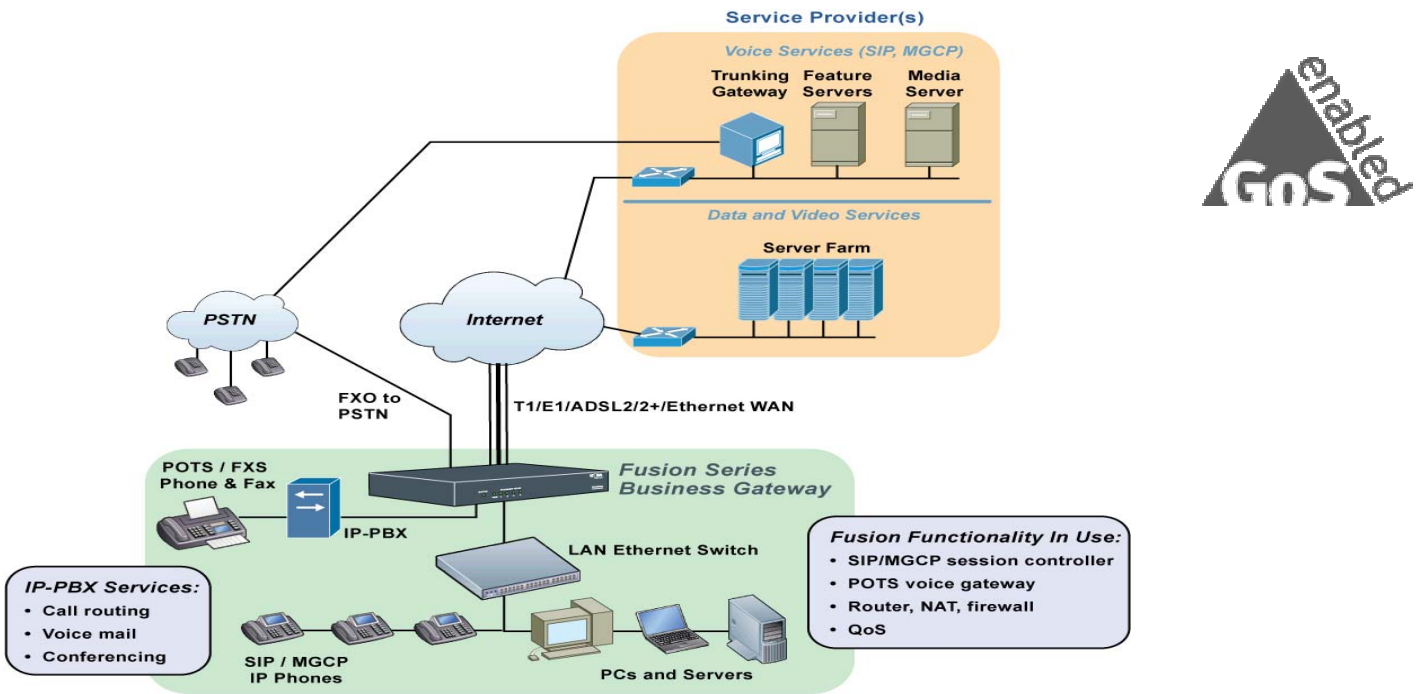 Service Provider(s)
Voice Services (SIP, MGCP)
Trunking
Gateway
Feature
Servers
Media
Server
enabled
GoS
Data and Video Services
Server Farm
PSTN
Internet
FXO to
PSTN
T1/E1/ADSL2/2+/Ethernet WAN
POTS / FXS
Phone & Fax
Fusion Series
Business Gateway
IP-PBX
LAN Ethernet Switch
Fusion Functionality In Use:
• SIP/MGCP session controller
• POTS voice gateway
• Router, NAT, firewall
• QoS
IP-PBX Services:
• Call routing
• Voice mail
• Conferencing
SIP / MGCP
IP Phones
PCs and Servers